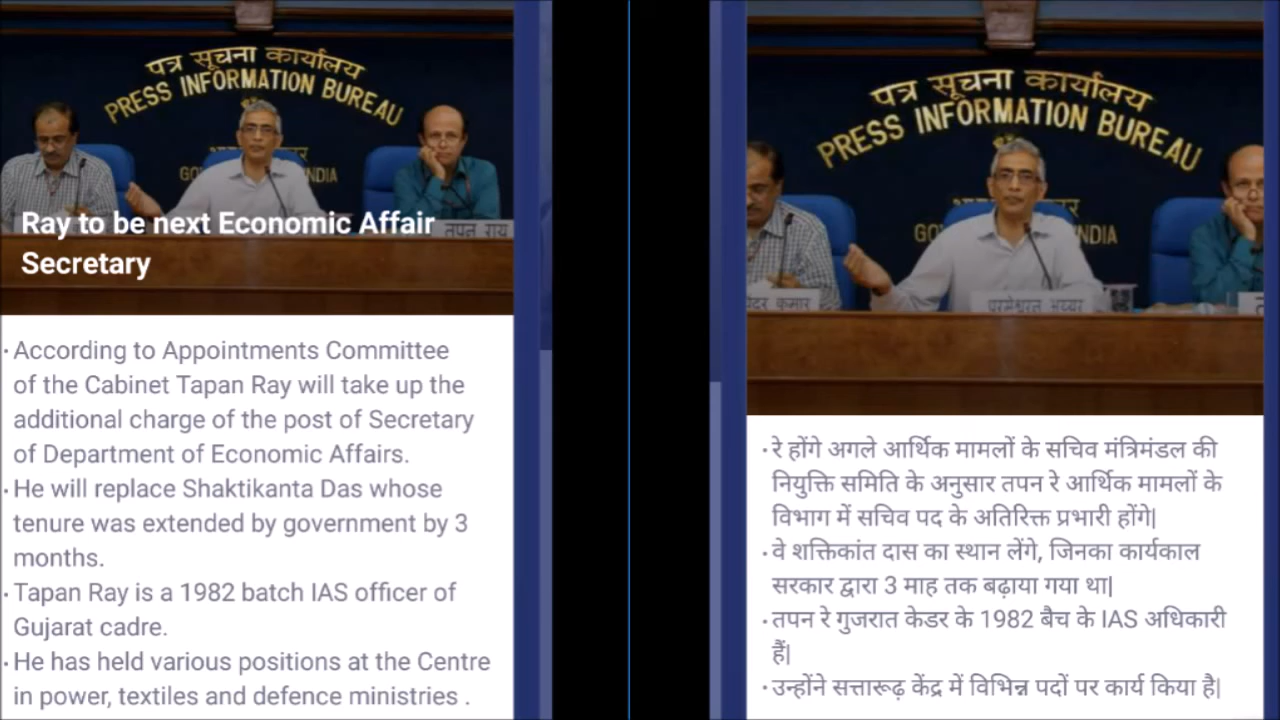 पत्र सूचना कार्यालय
PRESS INFORMATION BUREAU
तपन राय
Ray to be next Economic Affair
Secretary
· According to Appointments Committee
of the Cabinet Tapan Ray will take up the
additional charge of the post of Secretary
of Department of Economic Affairs.
· He will replace Shaktikanta Das whose
tenure was extended by government by 3
months.
· Tapan Ray is a 1982 batch IAS officer of
Gujarat cadre.
· He has held various positions at the Centre
in power, textiles and defence ministries .
पत्र सूचना कार्यालय
PRESS INFORMATION BUREAU
INDIA
कुमार
परमेश्वरन अय्यर
· रे होंगे अगले आर्थिक मामलों के सचिव मंत्रिमंडल की
नियुक्ति समिति के अनुसार तपन रे आर्थिक मामलों के
विभाग में सचिव पद के अतिरिक्त प्रभारी होंगे|
· वे शक्तिकांत दास का स्थान लेंगे, जिनका कार्यकाल
सरकार द्वारा 3 माह तक बढ़ाया गया था|
· तपन रे गुजरात केडर के 1982 बैच के IAS अधिकारी
हैं|
· उन्होंने सत्तारूढ़ केंद्र में विभिन्न पदों पर कार्य किया है|